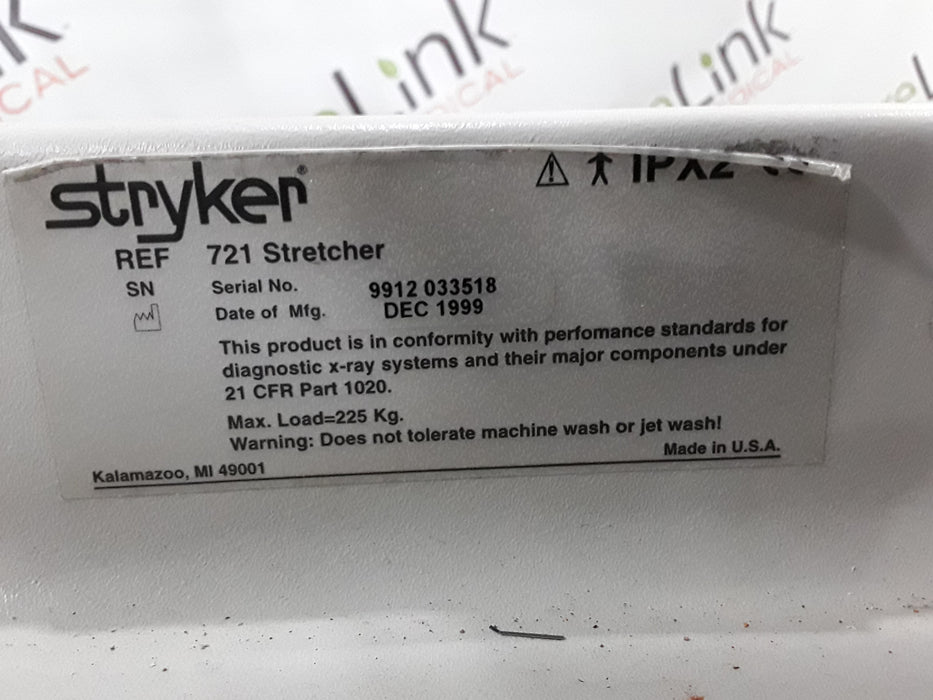 Link
stryker®
IPX2
REF 721 Stretcher
SN Serial No. 9912 033518
Date of Mfg. DEC 1999
This product is in conformity with perfomance standards for
diagnostic x-ray systems and their major components under
21 CFR Part 1020.
Max. Load=225 Kg.
Warning: Does not tolerate machine wash or jet wash!
Made in U.S.A.
Kalamazoo, MI 49001